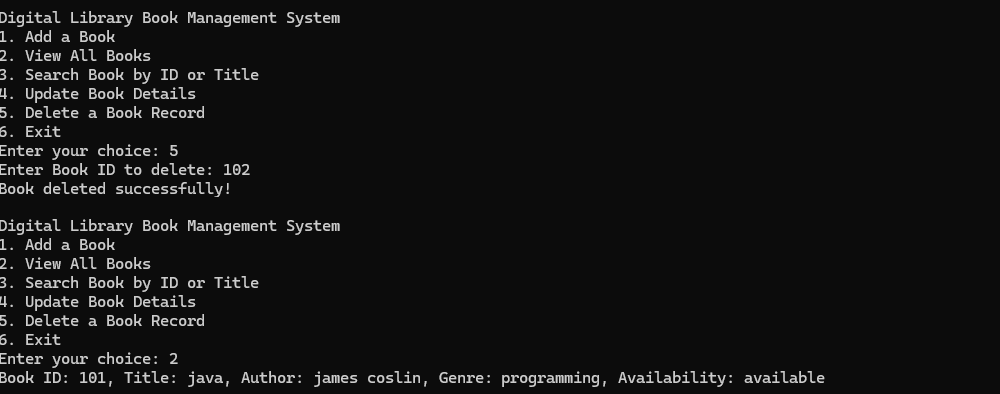 Digital Library Book Management System
1. Add a Book
2. View All Books
3. Search Book by ID or Title
4. Update Book Details
5. Delete a Book Record
6. Exit
Enter your choice: 5
Enter Book ID to delete: 102
Book deleted successfully!
Digital Library Book Management System
1. Add a Book
2. View All Books
3. Search Book by ID or Title
4. Update Book Details
5. Delete a Book Record
6. Exit
Enter your choice: 2
Book ID: 101, Title: java, Author: james coslin, Genre: programming, Availability: available